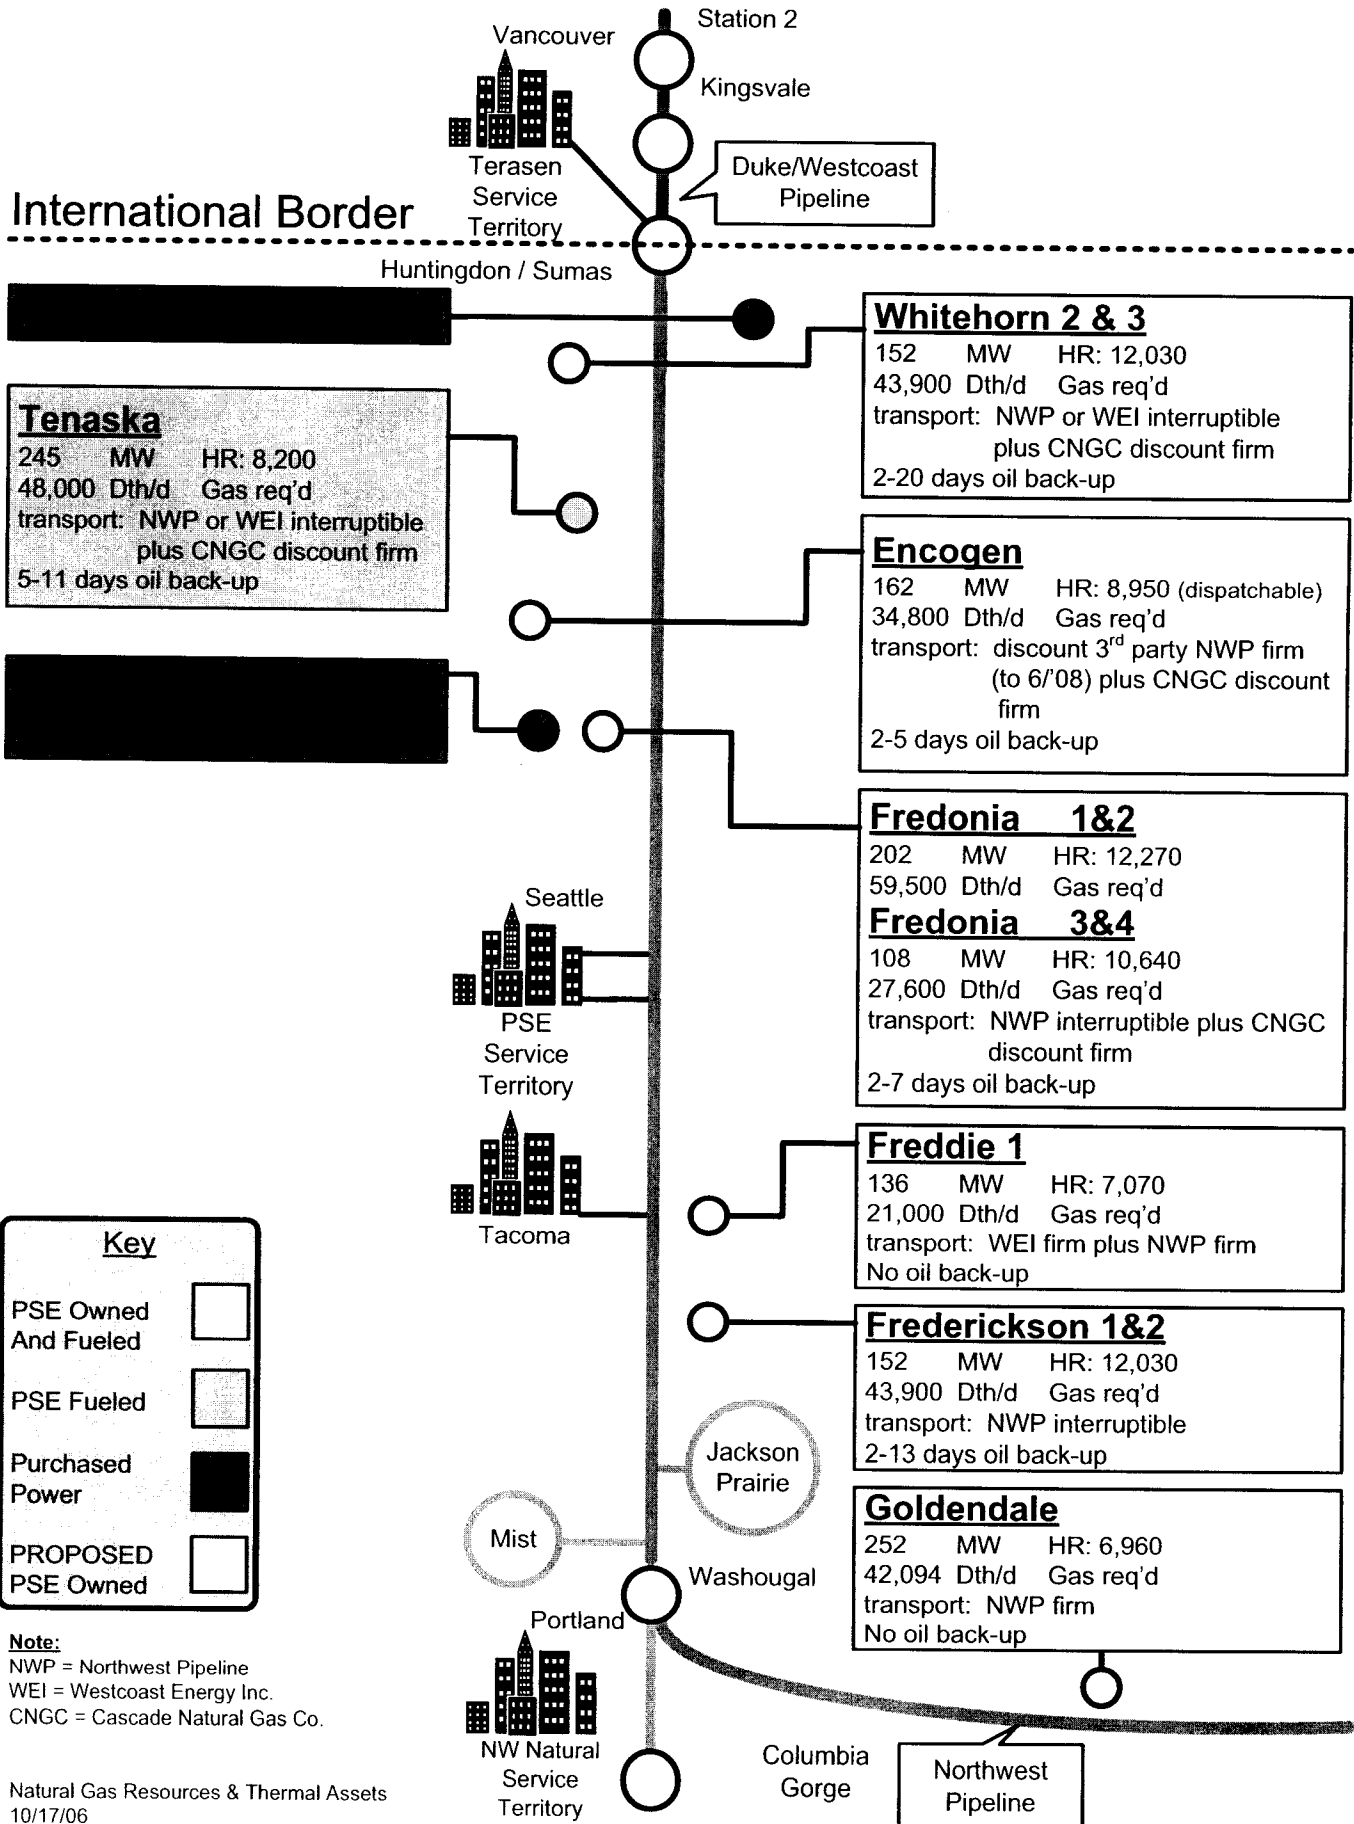 Station 2
Vancouver
Kingsvale
Terasen
Service
Territory
Duke/Westcoast
Pipeline
International Border
Huntingdon / Sumas
Whitehorn 2 & 3
152 MW HR: 12,030
43,900 Dth/d Gas req'd
transport: NWP or WEI interruptible
plus CNGC discount firm
2-20 days oil back-up
Tenaska
245 MW HR: 8,200
48,000 Dth/d Gas req'd
transport: NWP or WEI interruptible
plus CNGC discount firm
5-11 days oil back-up
Encogen
162 MW HR: 8,950 (dispatchable)
34,800 Dth/d Gas req'd
transport: discount 3rd party NWP firm
(to 6/'08) plus CNGC discount
firm
2-5 days oil back-up
Fredonia 1&2
202 MW HR: 12,270
59,500 Dth/d Gas req'd
Fredonia 3&4
108 MW HR: 10,640
27,600 Dth/d Gas req'd
transport: NWP interruptible plus CNGC
discount firm
2-7 days oil back-up
Seattle
PSE
Service
Territory
Tacoma
Freddie 1
136 MW HR: 7,070
21,000 Dth/d Gas req'd
transport: WEI firm plus NWP firm
No oil back-up
Frederickson 1&2
152 MW HR: 12,030
43,900 Dth/d Gas req'd
transport: NWP interruptible
2-13 days oil back-up
Key
PSE Owned
And Fueled
PSE Fueled
Purchased
Power
PROPOSED
PSE Owned
Jackson
Prairie
Mist
Washougal
Goldendale
252 MW HR: 6,960
42,094 Dth/d Gas req'd
transport: NWP firm
No oil back-up
Portland
NW Natural
Service
Territory
Columbia
Gorge
Northwest
Pipeline
Note:
NWP = Northwest Pipeline
WEI = Westcoast Energy Inc.
CNGC = Cascade Natural Gas Co.
Natural Gas Resources & Thermal Assets
10/17/06